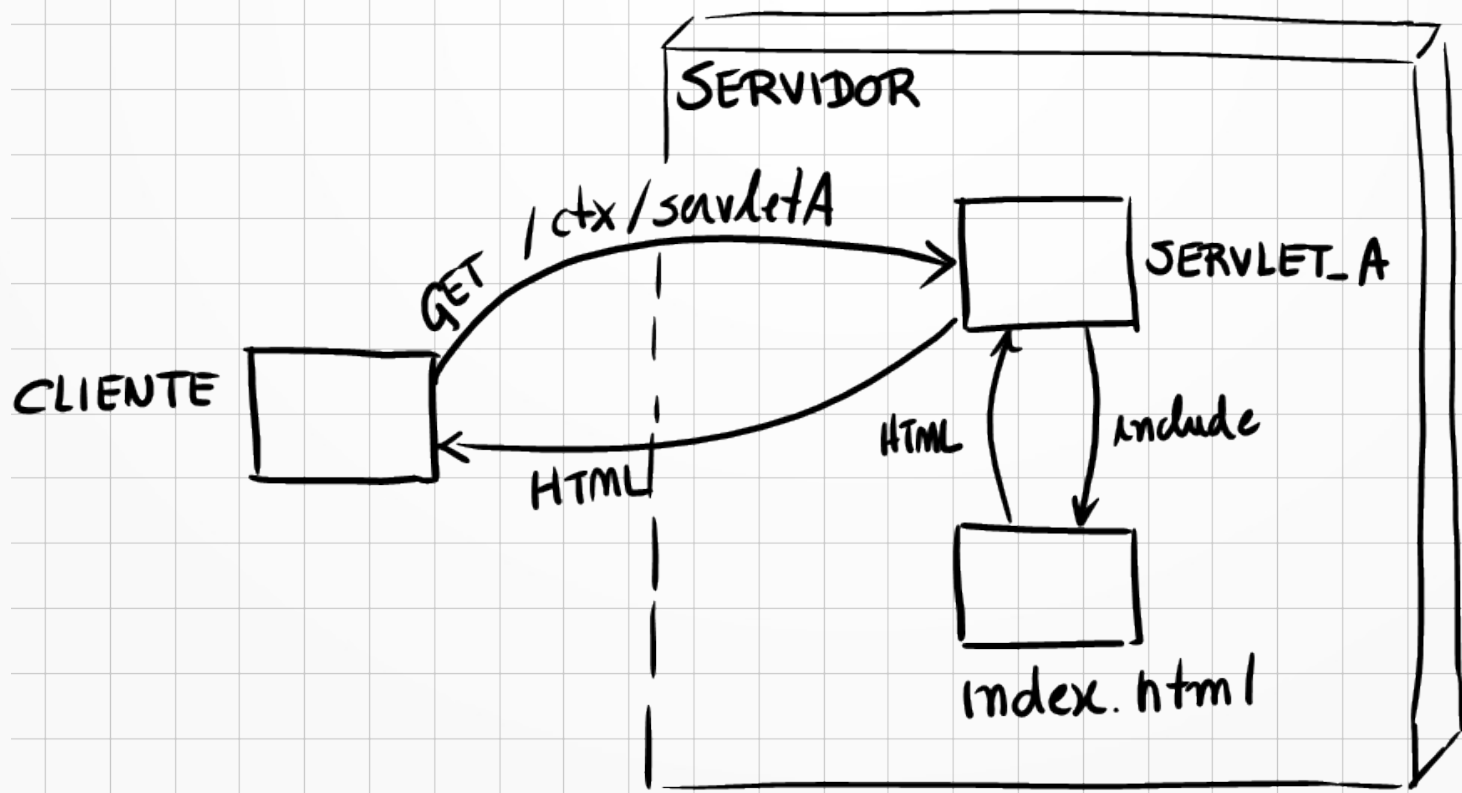 SERVIDOR
GET /ctx/servletA
SERVLET_A
CLIENTE
HTML
include
HTML
index.html